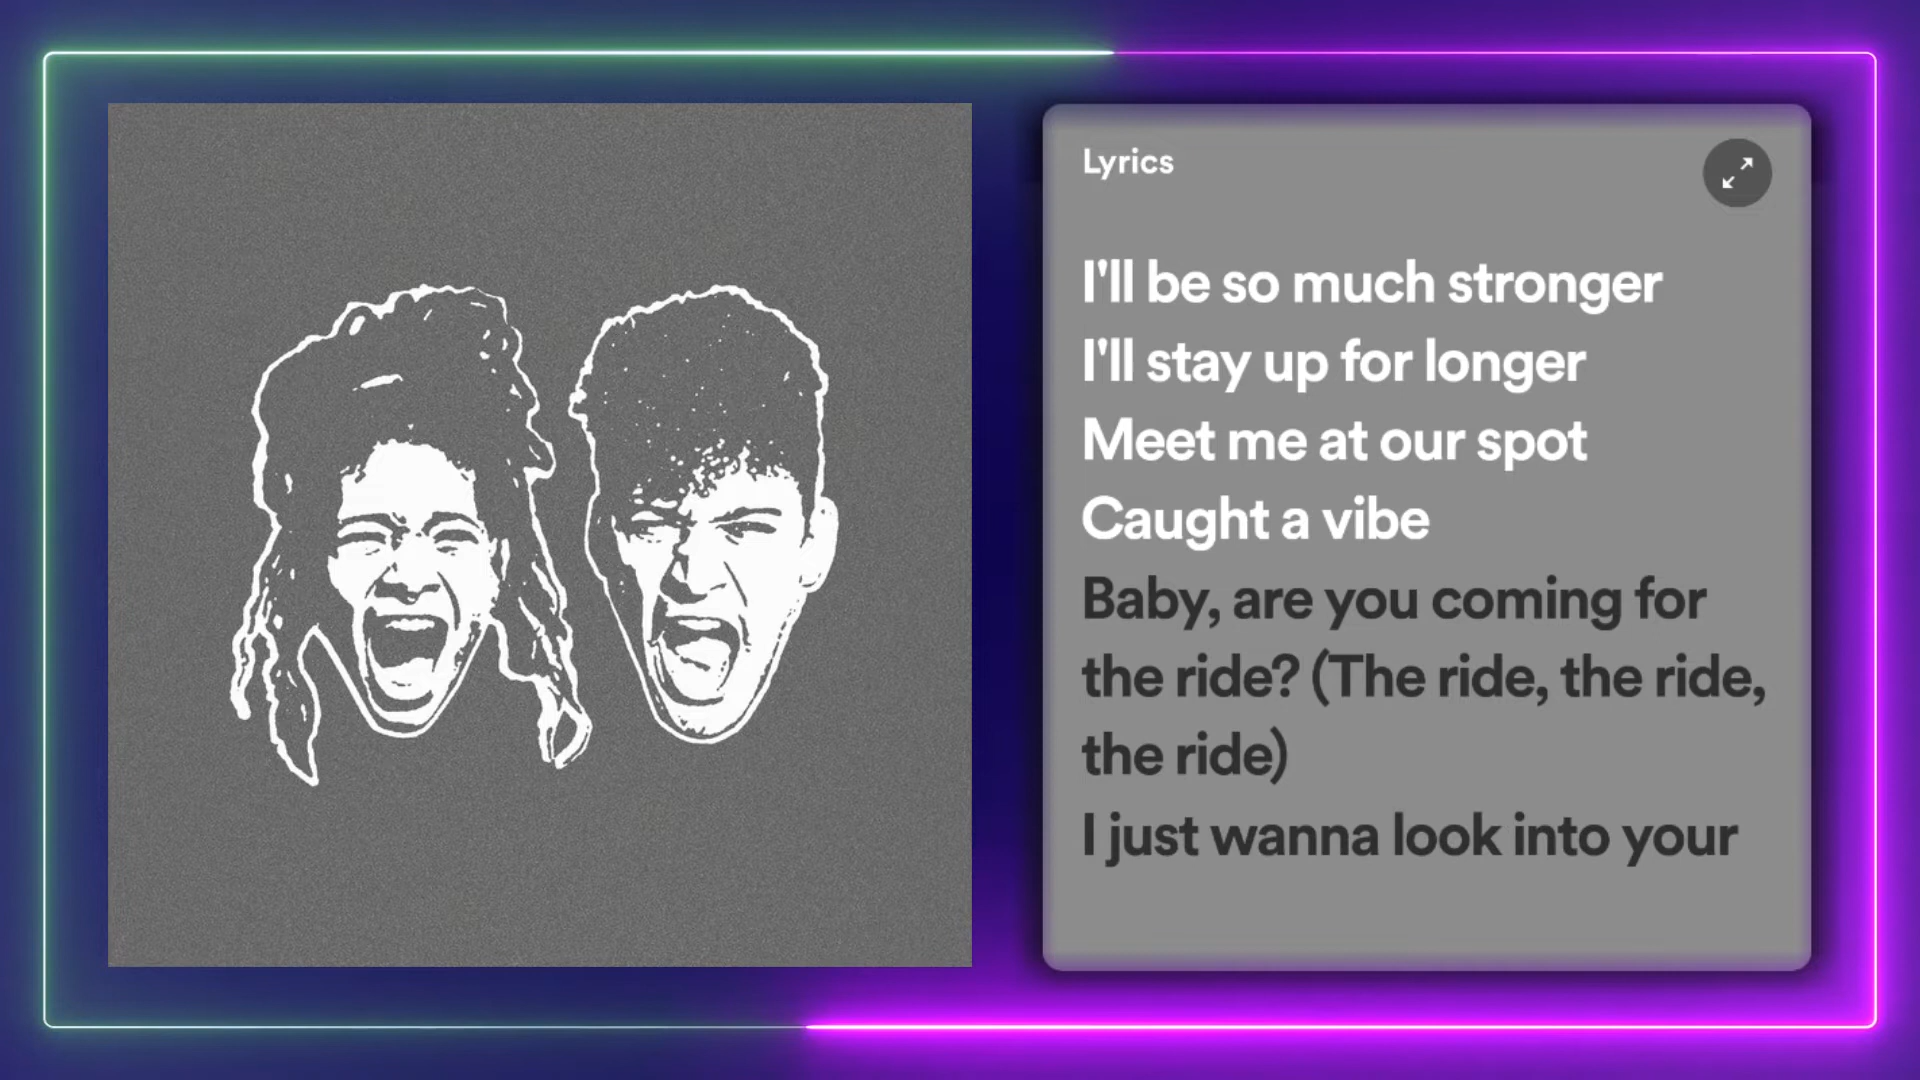 Lyrics
I'll be so much stronger
I'll stay up for longer
Meet me at our spot
Caught a vibe
Baby, are you coming for
the ride? (The ride, the ride,
the ride)
I just wanna look into your